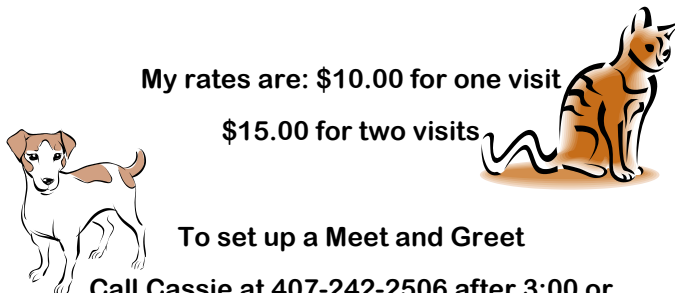 My rates are: $10.00 for one visit
$15.00 for two visits
To set up a Meet and Greet
Call Cassie at 407-242-2506 after 3:00 or